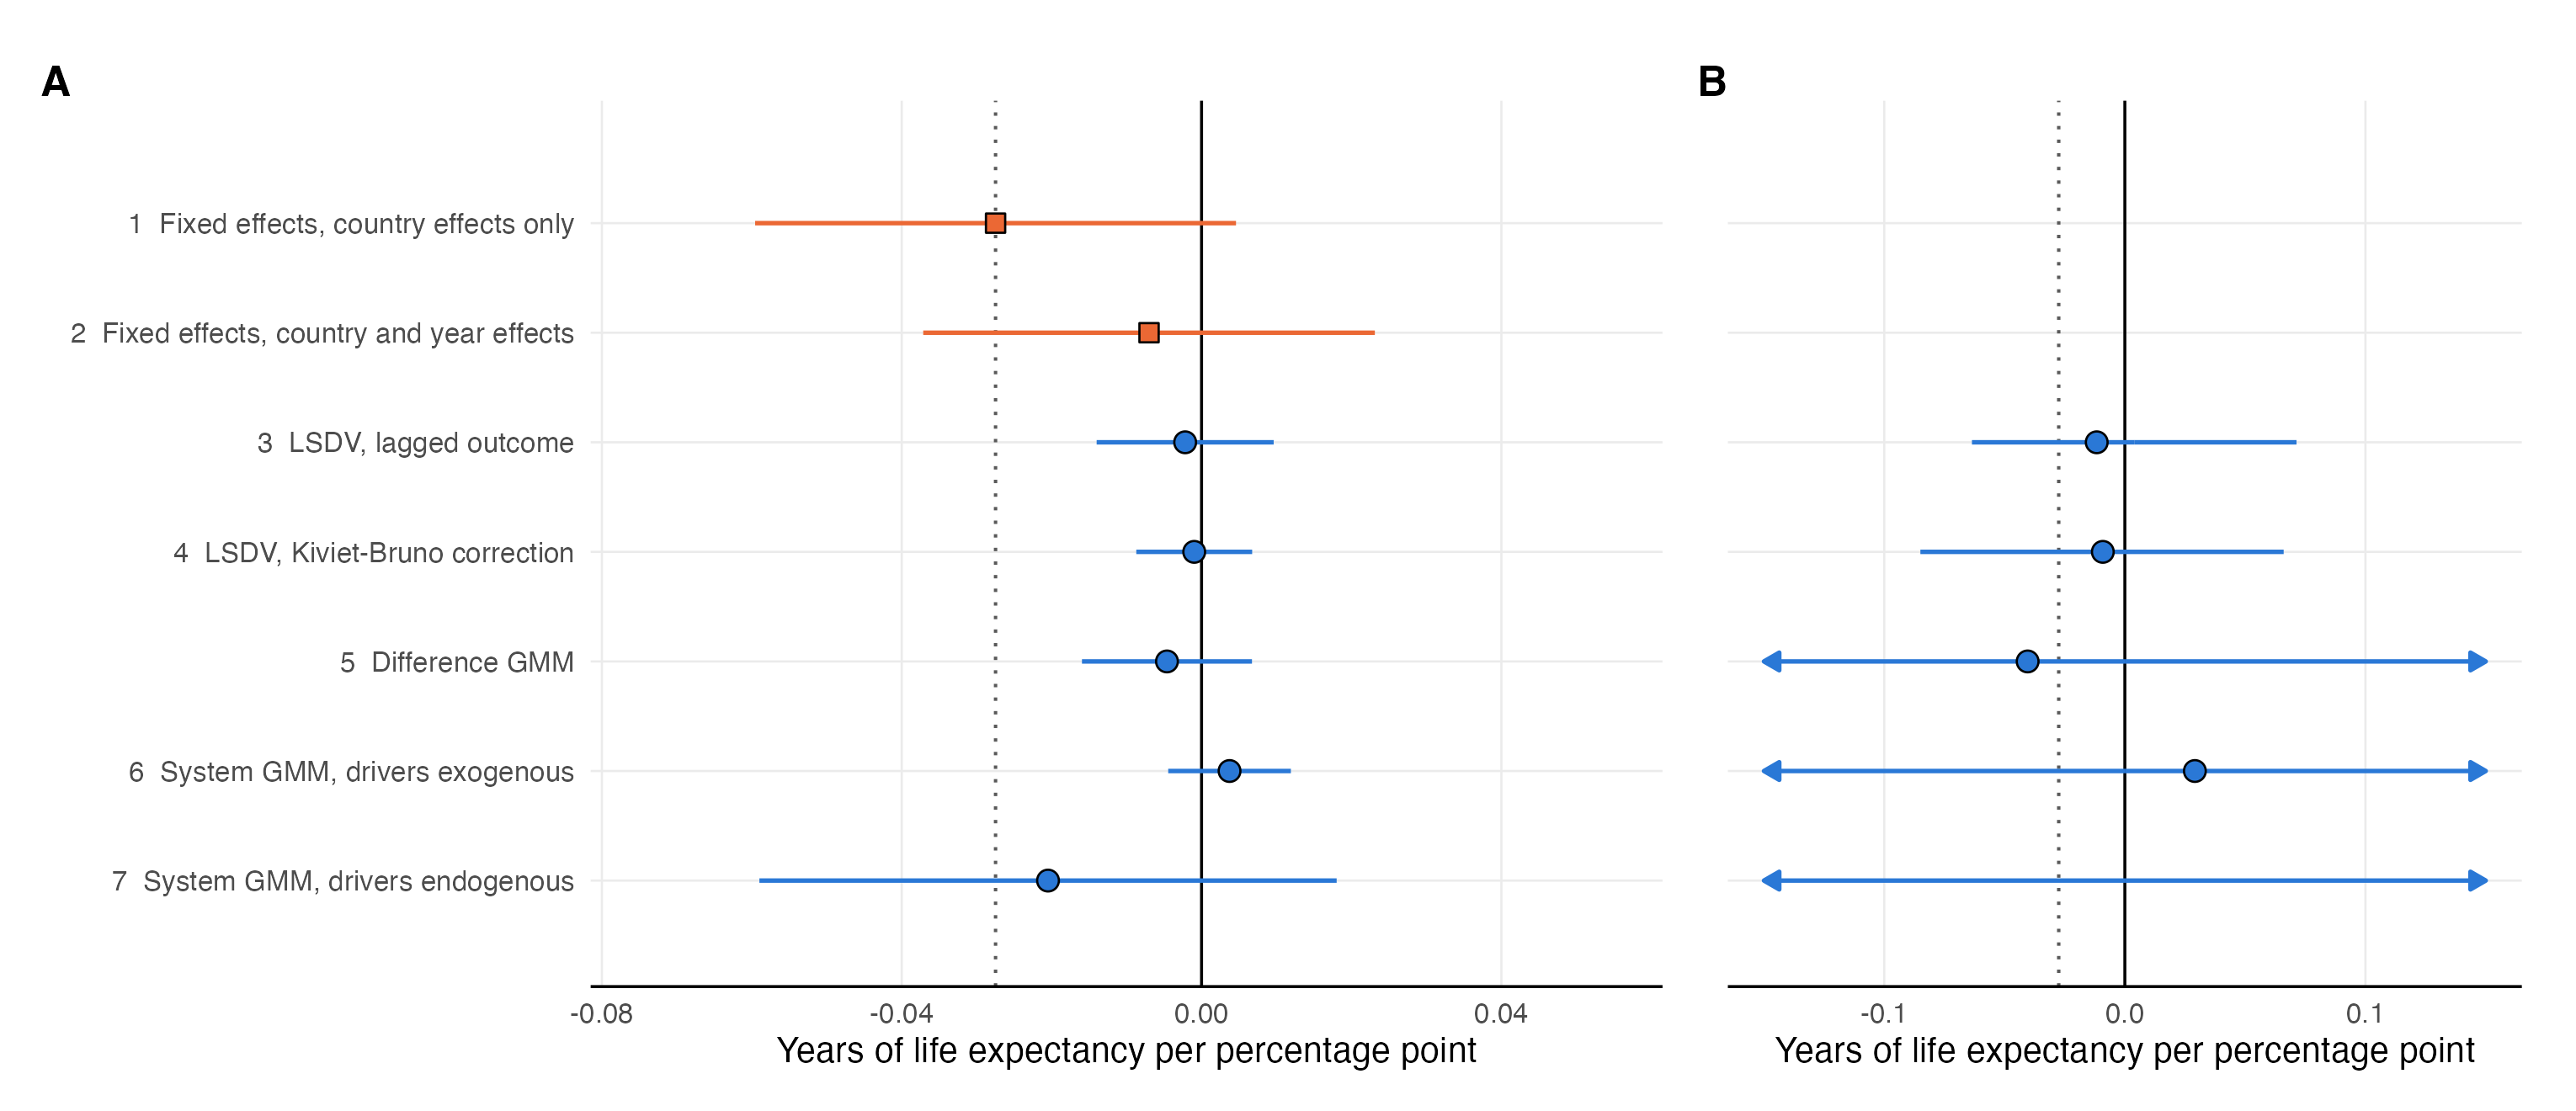 A
B
1 Fixed effects, country effects only
2 Fixed effects, country and year effects
3 LSDV, lagged outcome
4 LSDV, Kiviet-Bruno correction
5 Difference GMM
6 System GMM, drivers exogenous
7 System GMM, drivers endogenous
-0.08 -0.04 0.00 0.04
Years of life expectancy per percentage point
-0.1 0.0 0.1
Years of life expectancy per percentage point